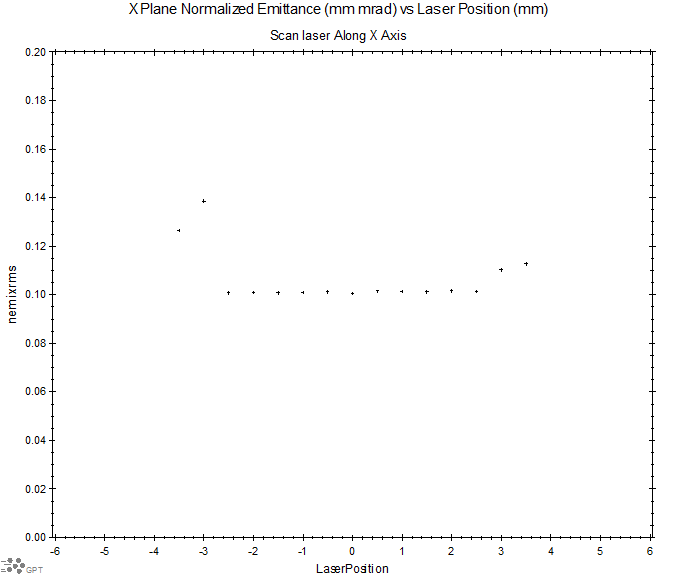 X Plane Normalized Emittance (mm mrad) vs Laser Position (mm)
Scan laser Along X Axis
0.20
0.18
0.16
0.14
0.12
0.10
0.08
0.06
0.04
0.02
0.00
nemixrms
-6 -5 -4 -3 -2 -1 0 1 2 3 4 5 6
LaserPosition
GPT